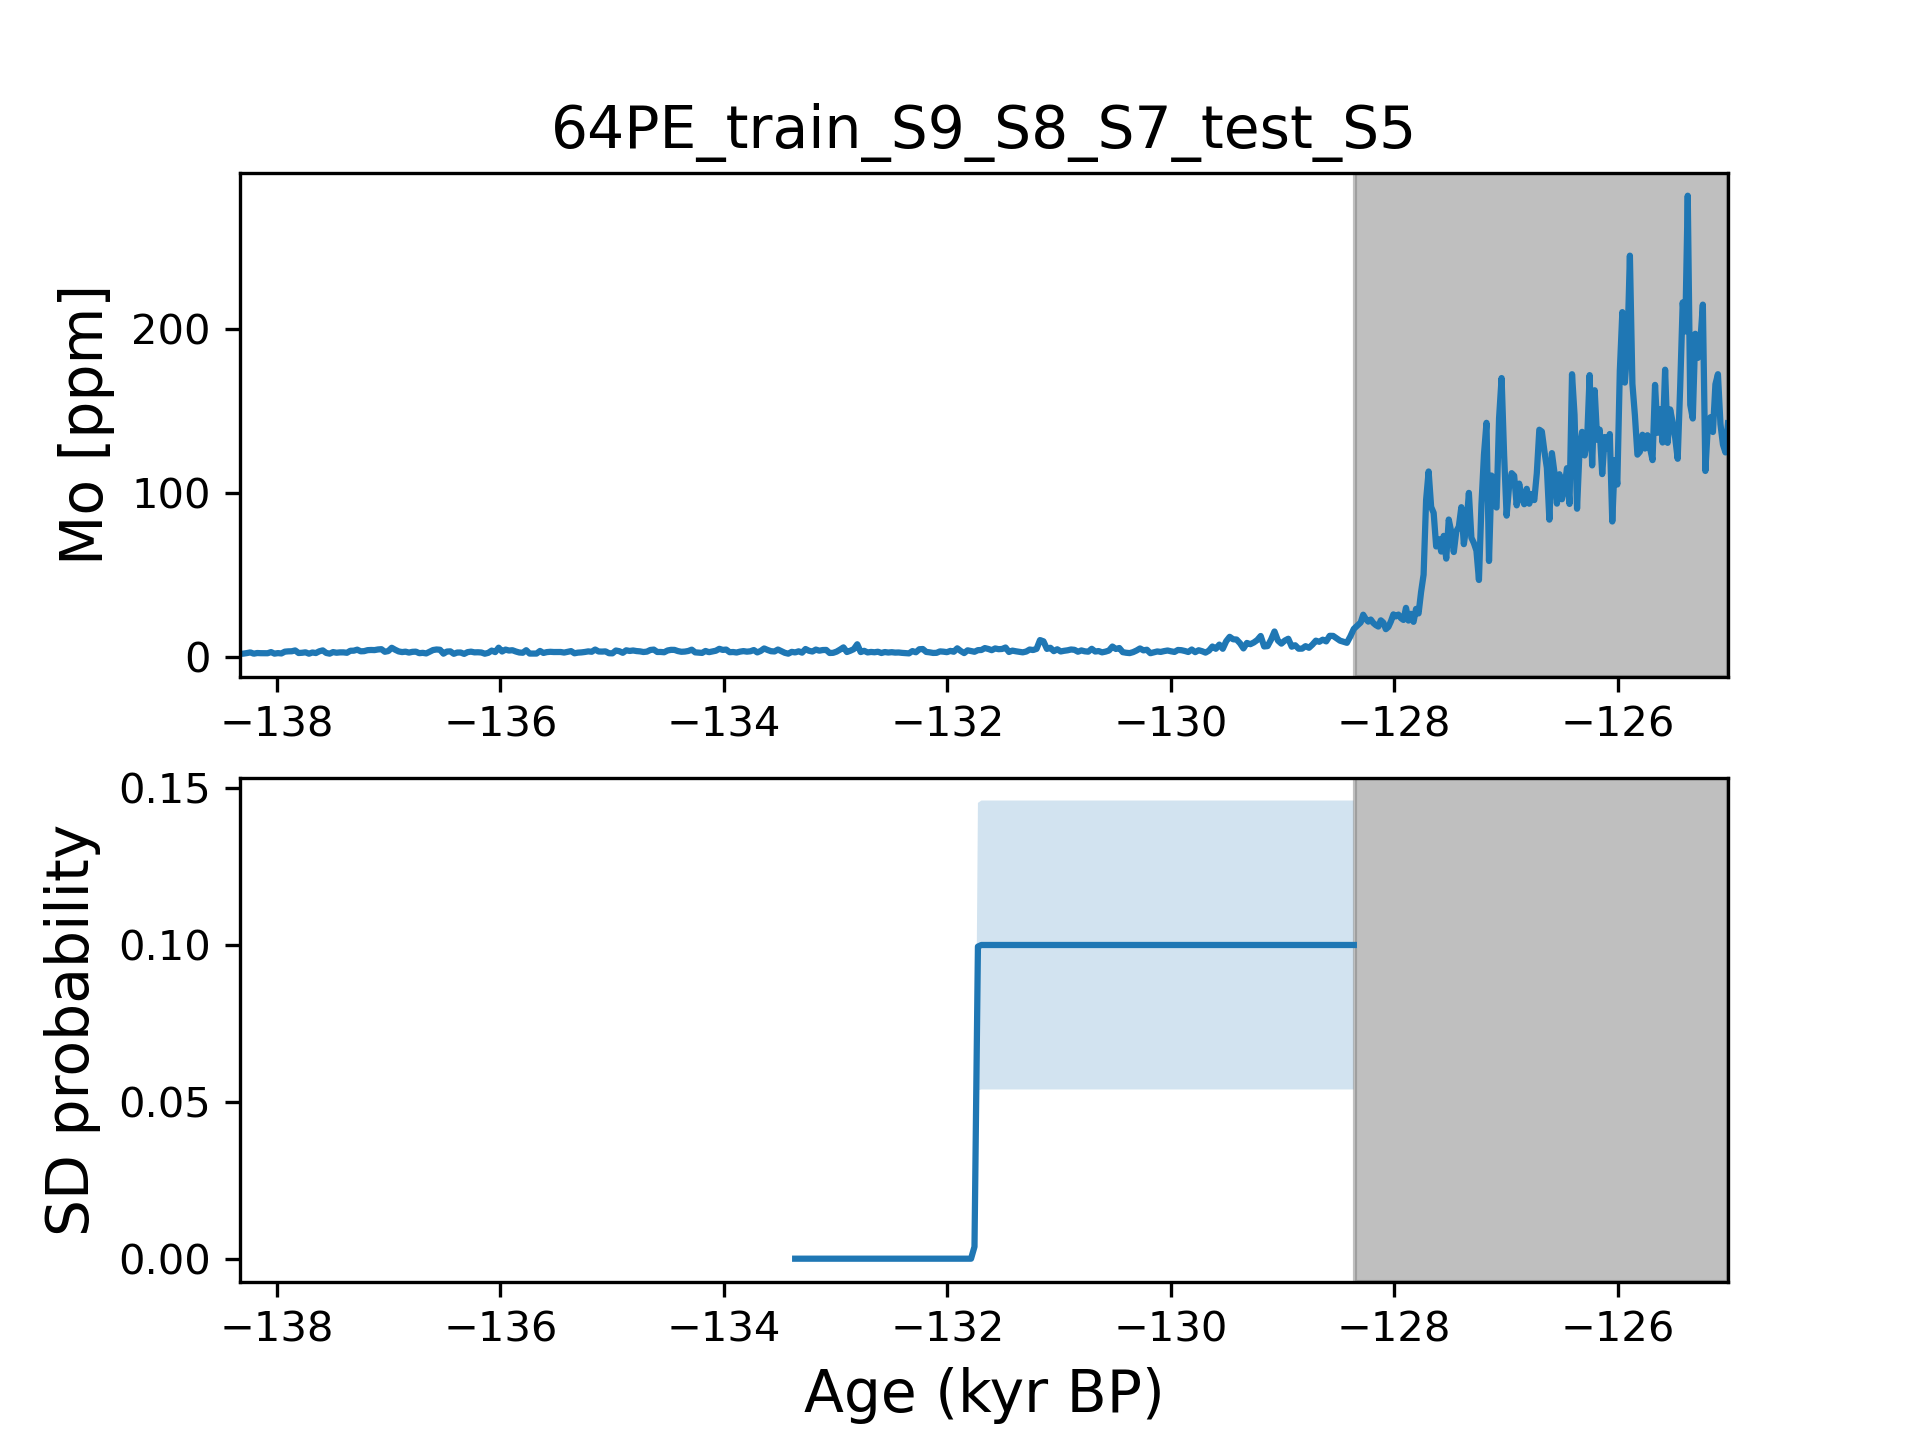 64PE_train_S9_S8_S7_test_S5
Mo [ppm]
200
100
0
−138 −136 −134 −132 −130 −128 −126
SD probability
0.15
0.10
0.05
0.00
−138 −136 −134 −132 −130 −128 −126
Age (kyr BP)